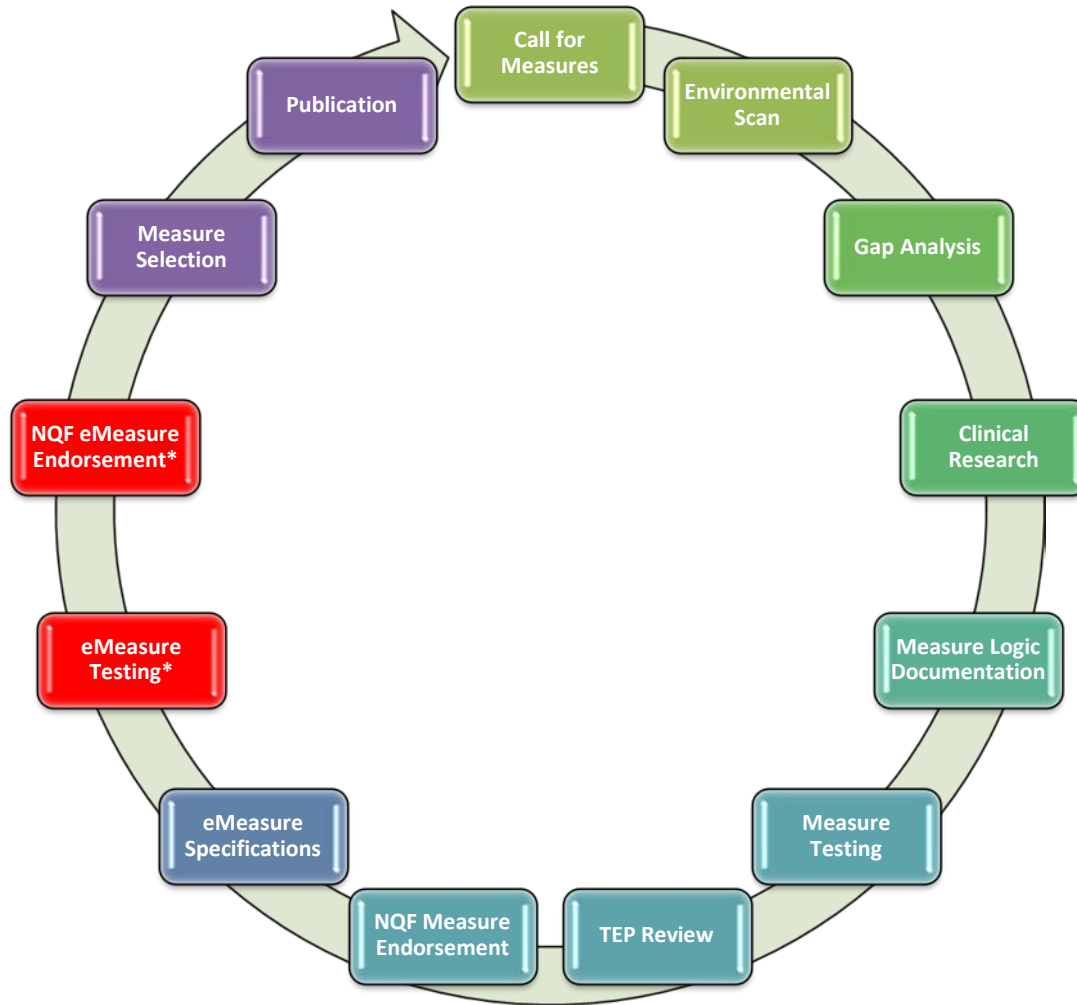 Call for
Measures
Environmental
Scan
Gap Analysis
Clinical
Research
Measure Logic
Documentation
Measure
Testing
TEP Review
NQF Measure
Endorsement
eMeasure
Specifications
eMeasure
Testing*
NQF eMeasure
Endorsement*
Measure
Selection
Publication